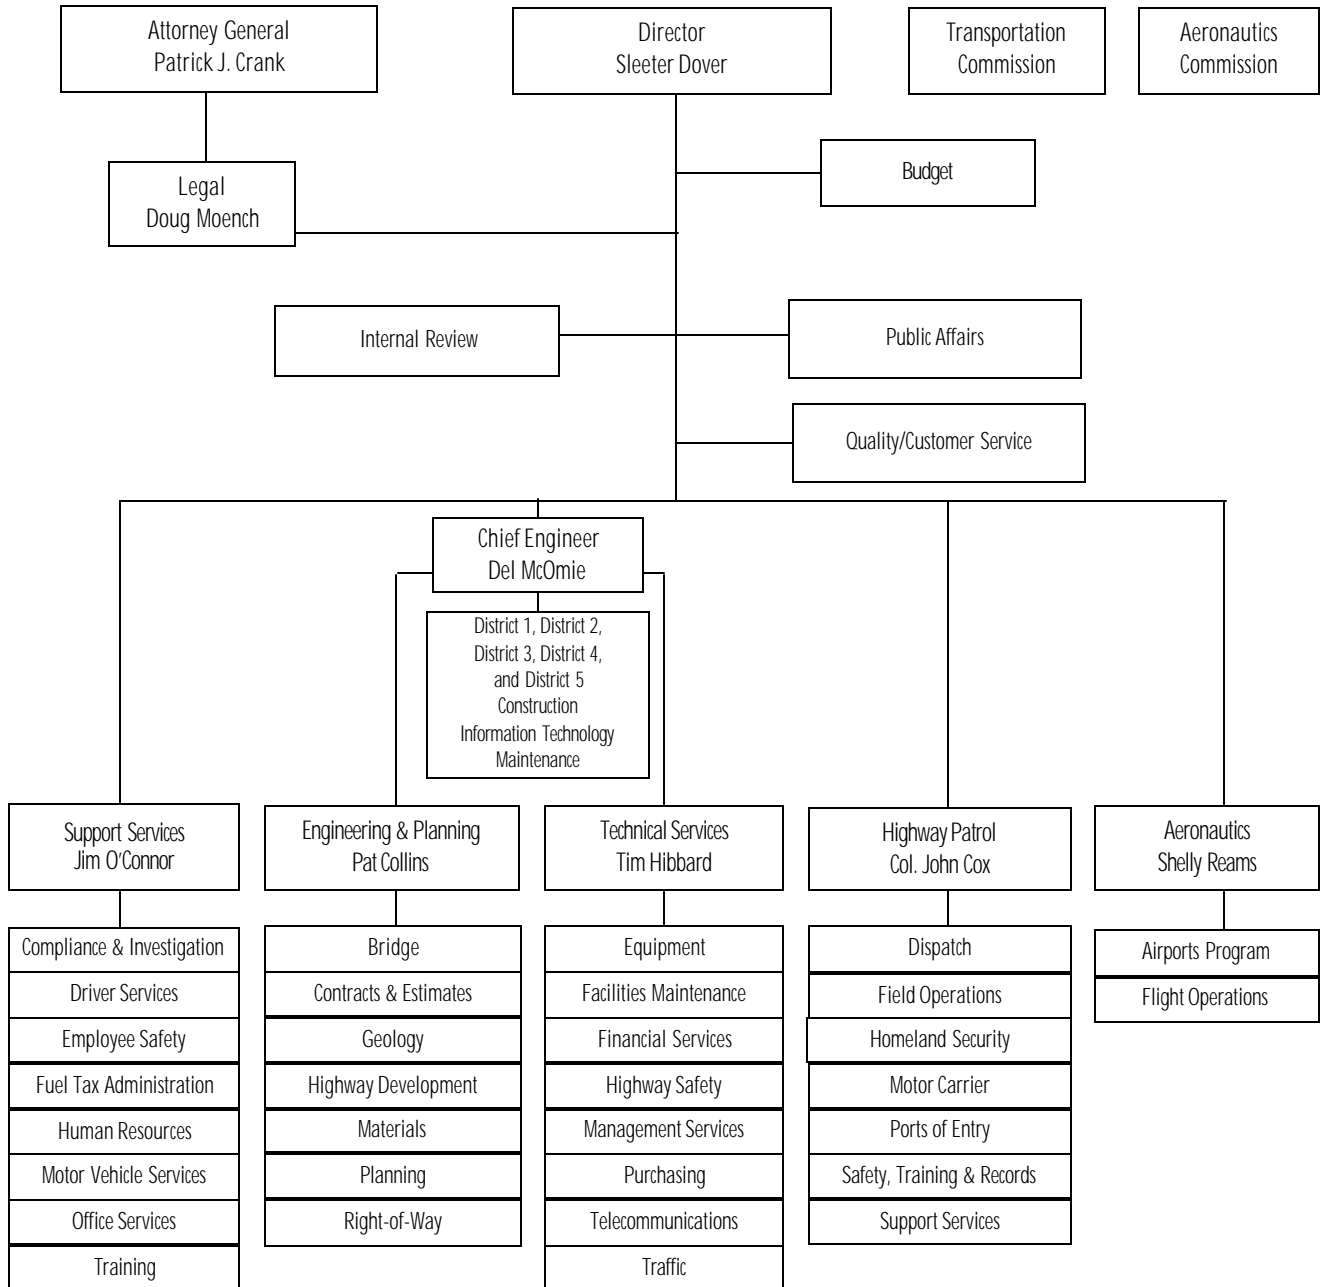 Attorney General
Patrick J. Crank
Director
Sleeter Dover
Transportation
Commission
Aeronautics
Commission
Legal
Doug Moench
Budget
Internal Review
Public Affairs
Quality/Customer Service
Chief Engineer
Del McOmie
District 1, District 2,
District 3, District 4,
and District 5
Construction
Information Technology
Maintenance
Support Services
Jim O'Connor
Engineering & Planning
Pat Collins
Technical Services
Tim Hibbard
Highway Patrol
Col. John Cox
Aeronautics
Shelly Reams
Compliance & Investigation
Driver Services
Employee Safety
Fuel Tax Administration
Human Resources
Motor Vehicle Services
Office Services
Training
Bridge
Contracts & Estimates
Geology
Highway Development
Materials
Planning
Right-of-Way
Equipment
Facilities Maintenance
Financial Services
Highway Safety
Management Services
Purchasing
Telecommunications
Traffic
Dispatch
Field Operations
Homeland Security
Motor Carrier
Ports of Entry
Safety, Training & Records
Support Services
Airports Program
Flight Operations